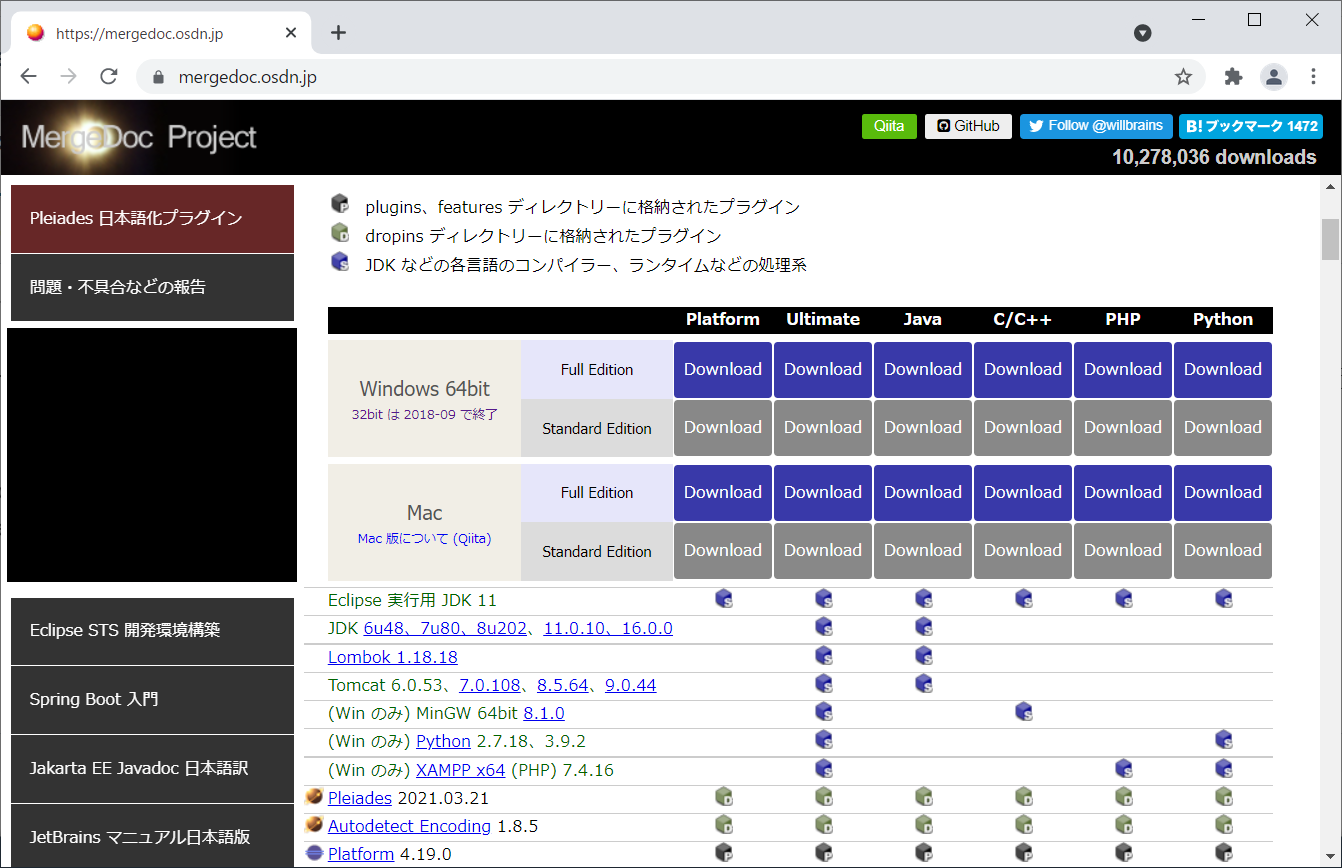 https://mergedoc.osdn.jp
mergedoc.osdn.jp
MergeDoc Project
Qiita
GitHub
Follow @willbrains
B! ブックマーク 1472
10,278,036 downloads
Pleiades 日本語化プラグイン
問題・不具合などの報告
Eclipse STS 開発環境構築
Spring Boot 入門
Jakarta EE Javadoc 日本語訳
JetBrains マニュアル日本語版
P plugins、features ディレクトリーに格納されたプラグイン
D dropins ディレクトリーに格納されたプラグイン
S JDK などの各言語のコンパイラー、ランタイムなどの処理系
Platform Ultimate Java C/C++ PHP Python
Windows 64bit
32bit は 2018-09 で終了
Full Edition Download Download Download Download Download Download
Standard Edition Download Download Download Download Download Download
Mac
Mac 版について (Qiita)
Full Edition Download Download Download Download Download Download
Standard Edition Download Download Download Download Download Download
Eclipse 実行用 JDK 11 S S S S S S
JDK 6u48、7u80、8u202、11.0.10、16.0.0 S S
Lombok 1.18.18 S S
Tomcat 6.0.53、7.0.108、8.5.64、9.0.44 S S
(Win のみ) MinGW 64bit 8.1.0 S S
(Win のみ) Python 2.7.18、3.9.2 S S
(Win のみ) XAMPP x64 (PHP) 7.4.16 S S S
Pleiades 2021.03.21 D D D D D D
Autodetect Encoding 1.8.5 D D D D D D
Platform 4.19.0 P P P P P P